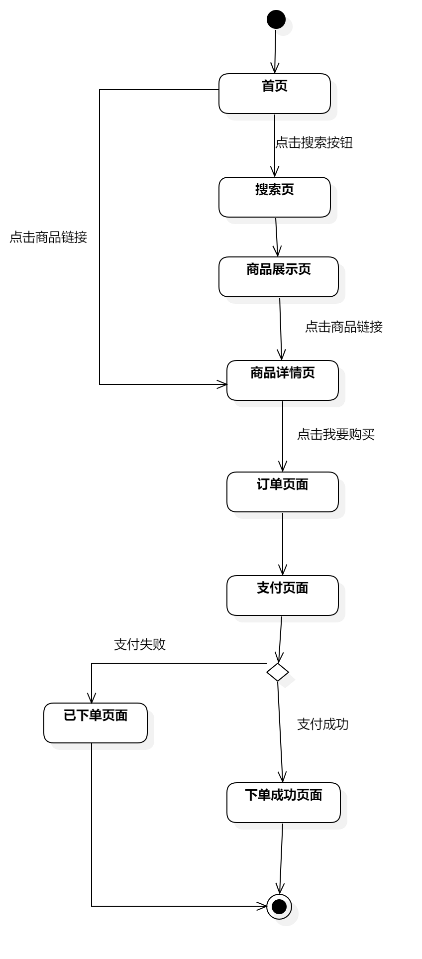 首页
点击搜索按钮
搜索页
点击商品链接
商品展示页
点击商品链接
商品详情页
点击我要购买
订单页面
支付页面
支付失败
已下单页面
支付成功
下单成功页面